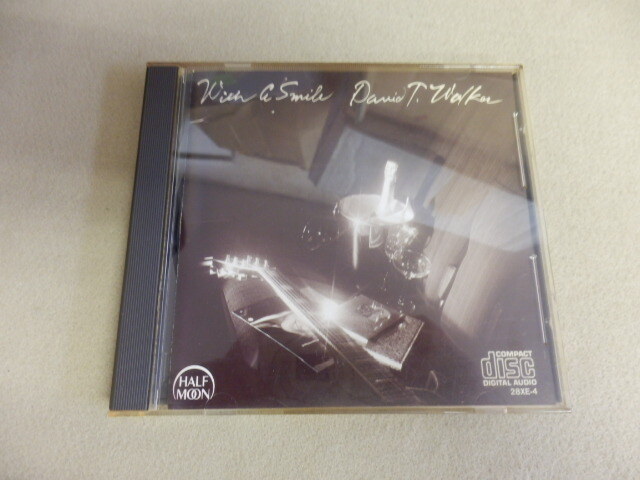 With a Smile David T. Walker
HALF
MOON
COMPACT
disc
DIGITAL AUDIO
28XE-4